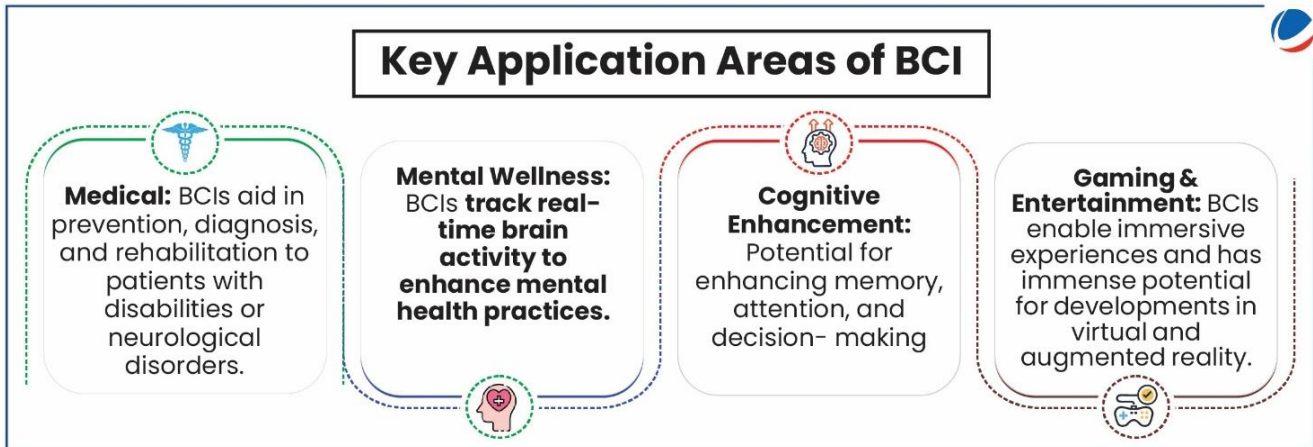 Key Application Areas of BCI
Medical: BCIs aid in
prevention, diagnosis,
and rehabilitation to
patients with
disabilities or
neurological
disorders.
Mental Wellness:
BCIs track real-
time brain
activity to
enhance mental
health practices.
Cognitive
Enhancement:
Potential for
enhancing memory,
attention, and
decision- making
Gaming &
Entertainment: BCIs
enable immersive
experiences and has
immense potential
for developments in
virtual and
augmented reality.